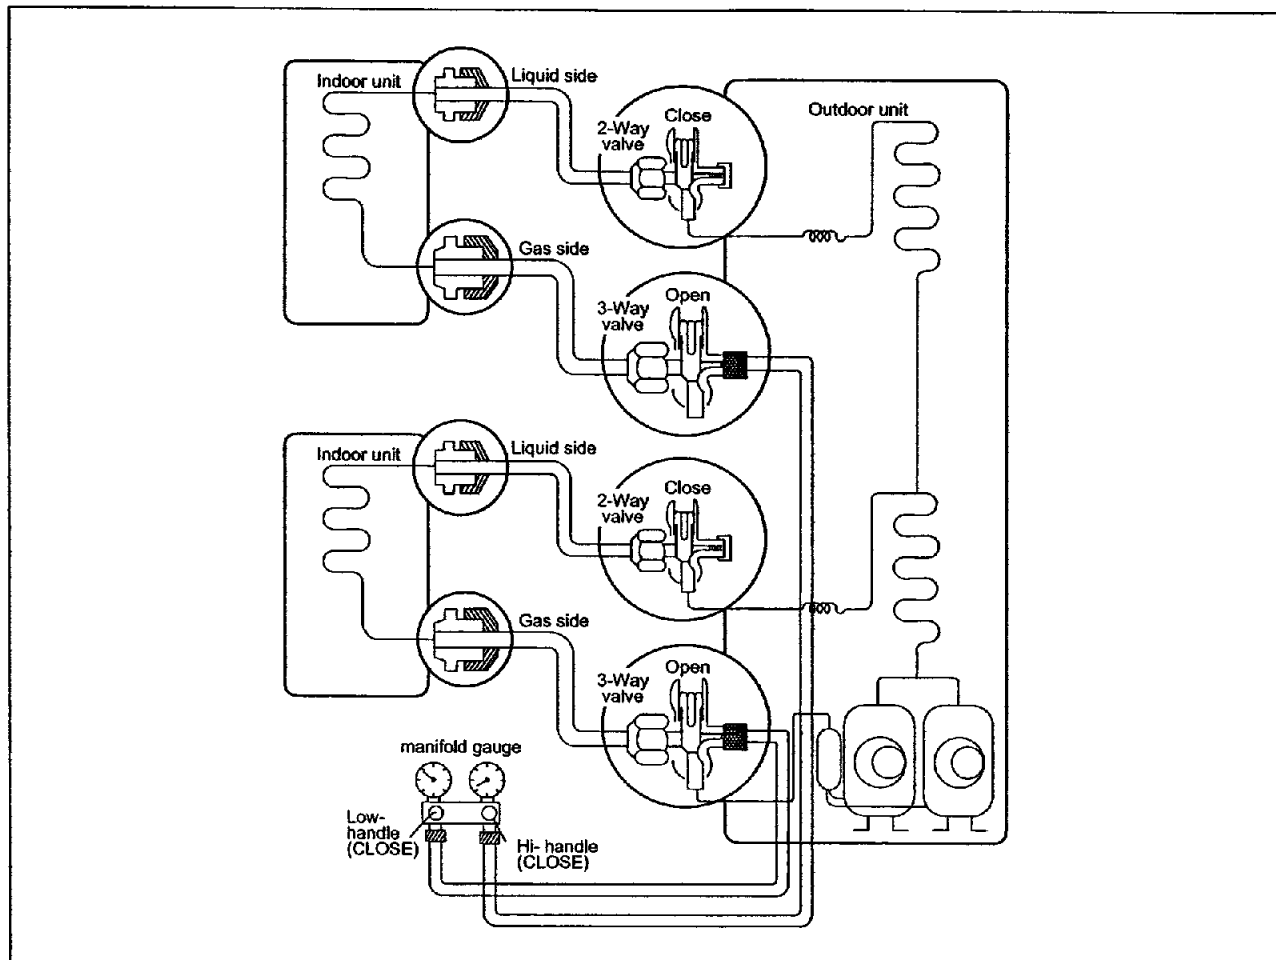 Indoor unit
Liquid side
2-Way
valve
Close
Outdoor unit
Gas side
3-Way
valve
Open
Indoor unit
Liquid side
2-Way
valve
Close
Gas side
3-Way
valve
Open
manifold gauge
Low-
handle
(CLOSE)
Hi- handle
(CLOSE)